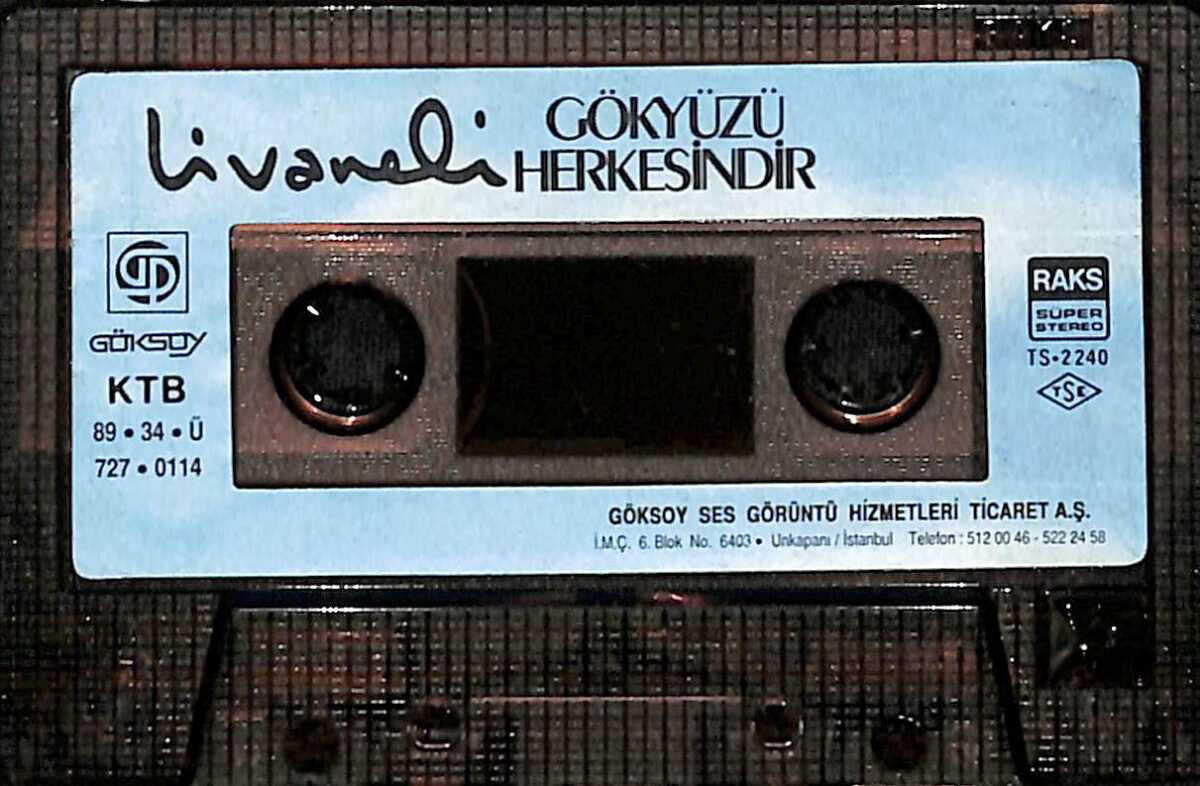 livaneli
GÖKYÜZÜ
HERKESİNDİR
GÖKSOY
KTB
89 • 34 • Ü
727 • 0114
RAKS
SÜPER
STEREO
TS•2240
TSE
GÖKSOY SES GÖRÜNTÜ HİZMETLERİ TİCARET A.Ş.
İ.M.Ç. 6. Blok No. 6403 • Unkapanı / İstanbul Telefon : 512 00 46 - 522 24 58